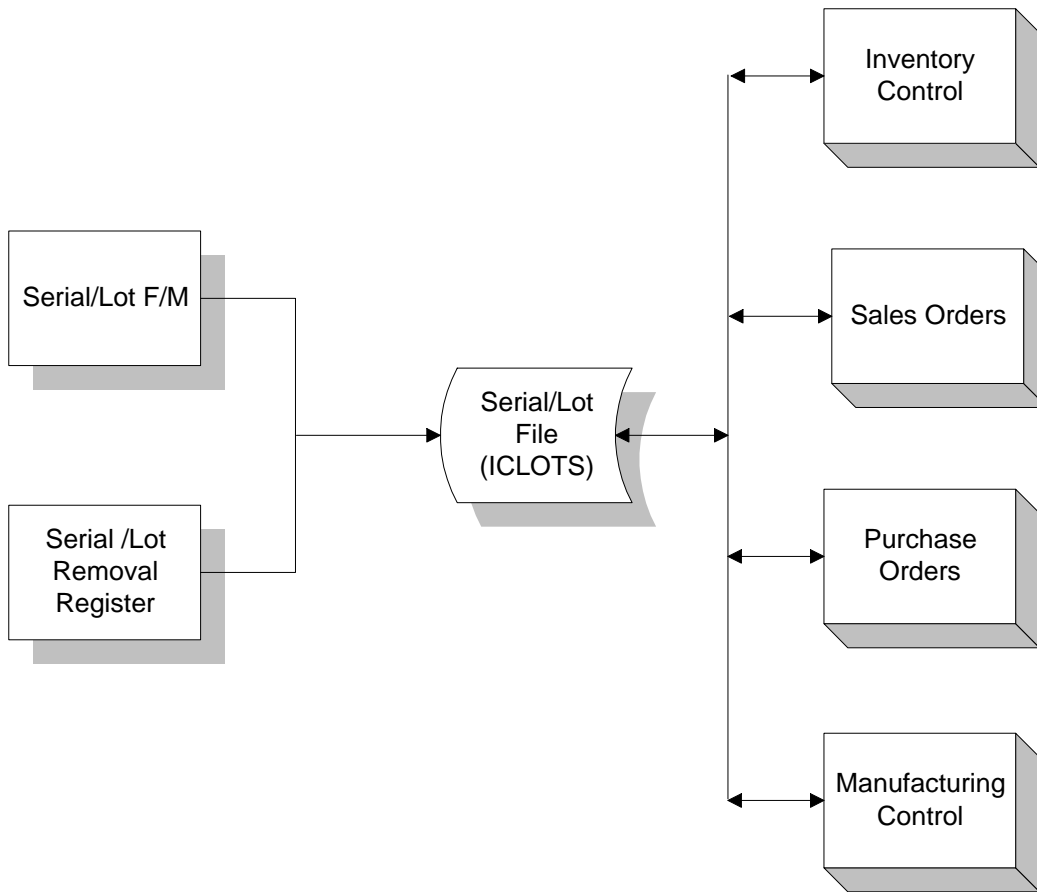 Inventory
Control
Serial/Lot F/M
Sales Orders
Serial/Lot
File
(ICLOTS)
Serial /Lot
Removal
Register
Purchase
Orders
Manufacturing
Control